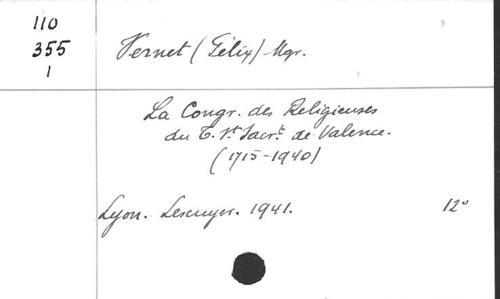 110
355
1
Vernet (Félix) Mgr.
La Congr. des Religieuses
du T. St Sacrt de Valence.
(1715-1940)
Lyon. Lescuyer. 1941. 12°